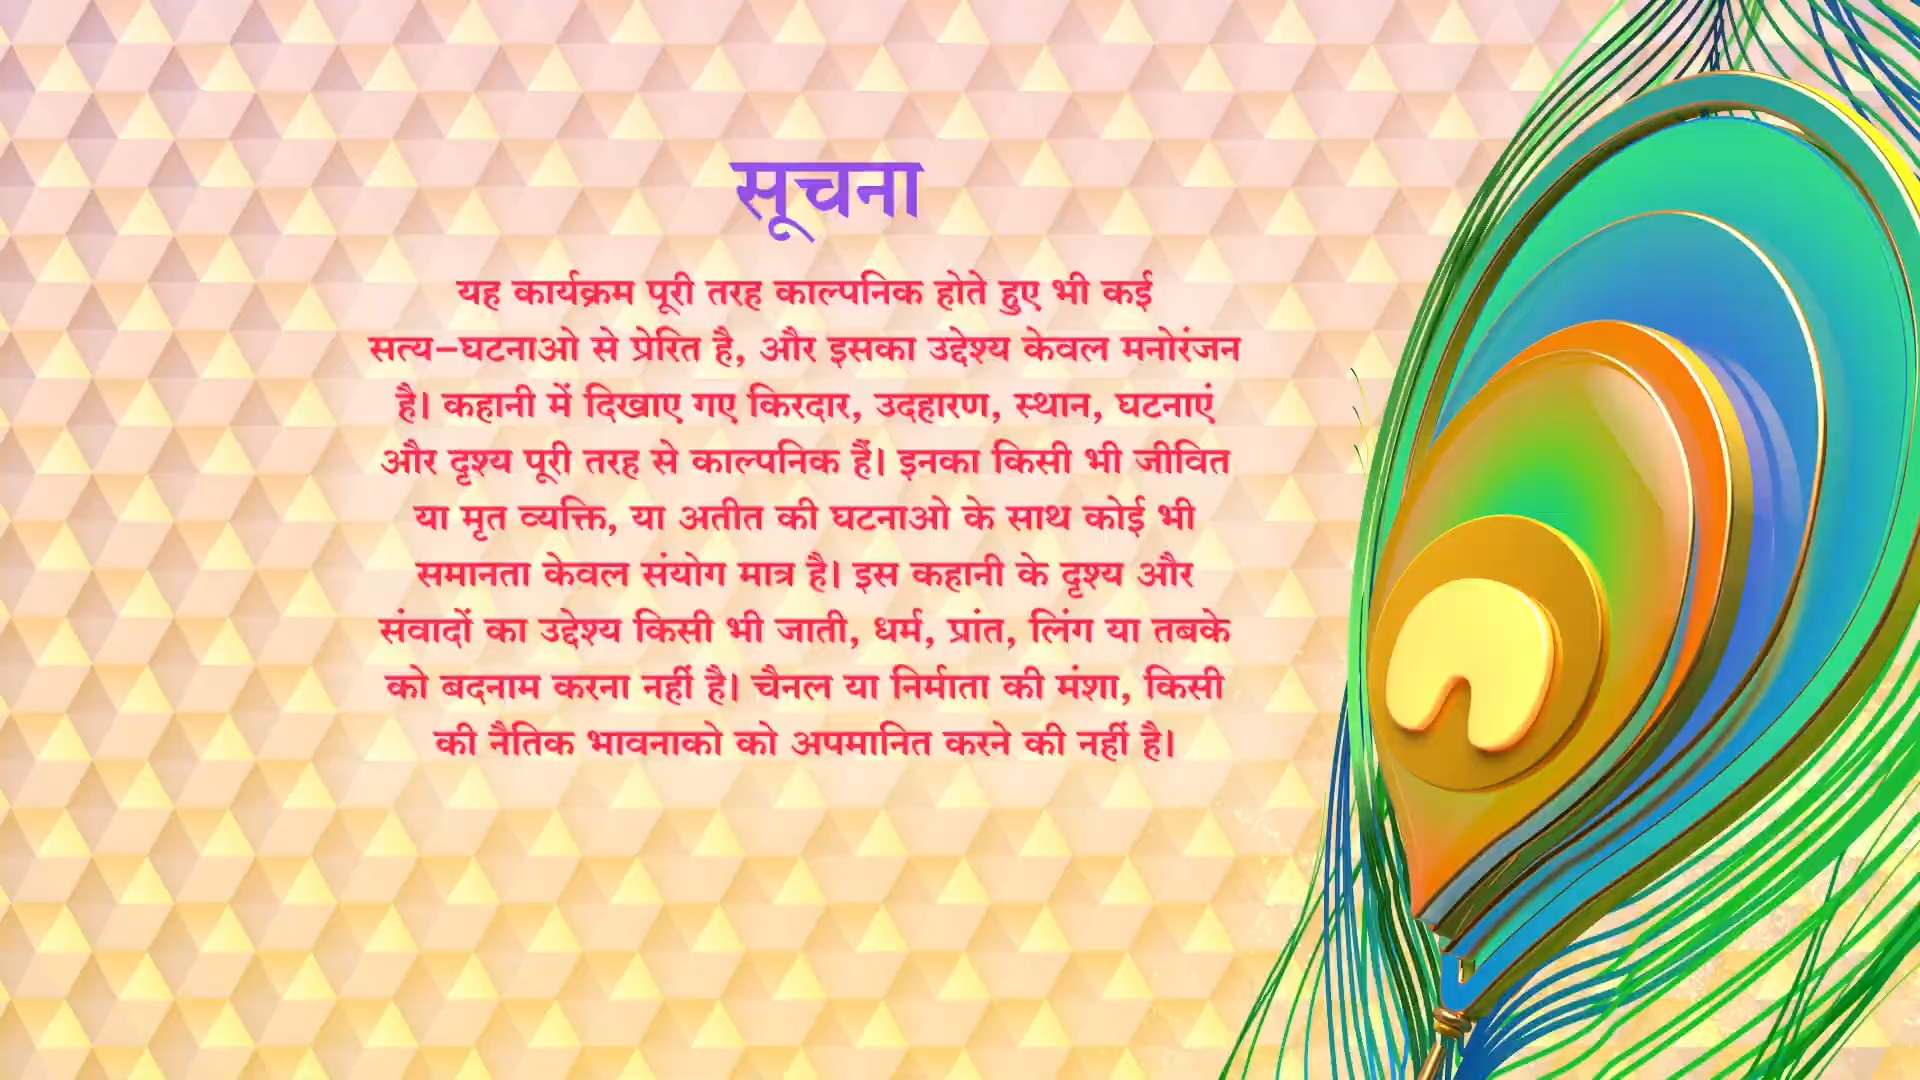 सूचना
यह कार्यक्रम पूरी तरह काल्पनिक होते हुए भी कई
सत्य-घटनाओ से प्रेरित है, और इसका उद्देश्य केवल मनोरंजन
है। कहानी में दिखाए गए किरदार, उदहारण, स्थान, घटनाएं
और दृश्य पूरी तरह से काल्पनिक हैं। इनका किसी भी जीवित
या मृत व्यक्ति, या अतीत की घटनाओ के साथ कोई भी
समानता केवल संयोग मात्र है। इस कहानी के दृश्य और
संवादों का उद्देश्य किसी भी जाती, धर्म, प्रांत, लिंग या तबके
को बदनाम करना नहीं है। चैनल या निर्माता की मंशा, किसी
की नैतिक भावनाको को अपमानित करने की नहीं है।